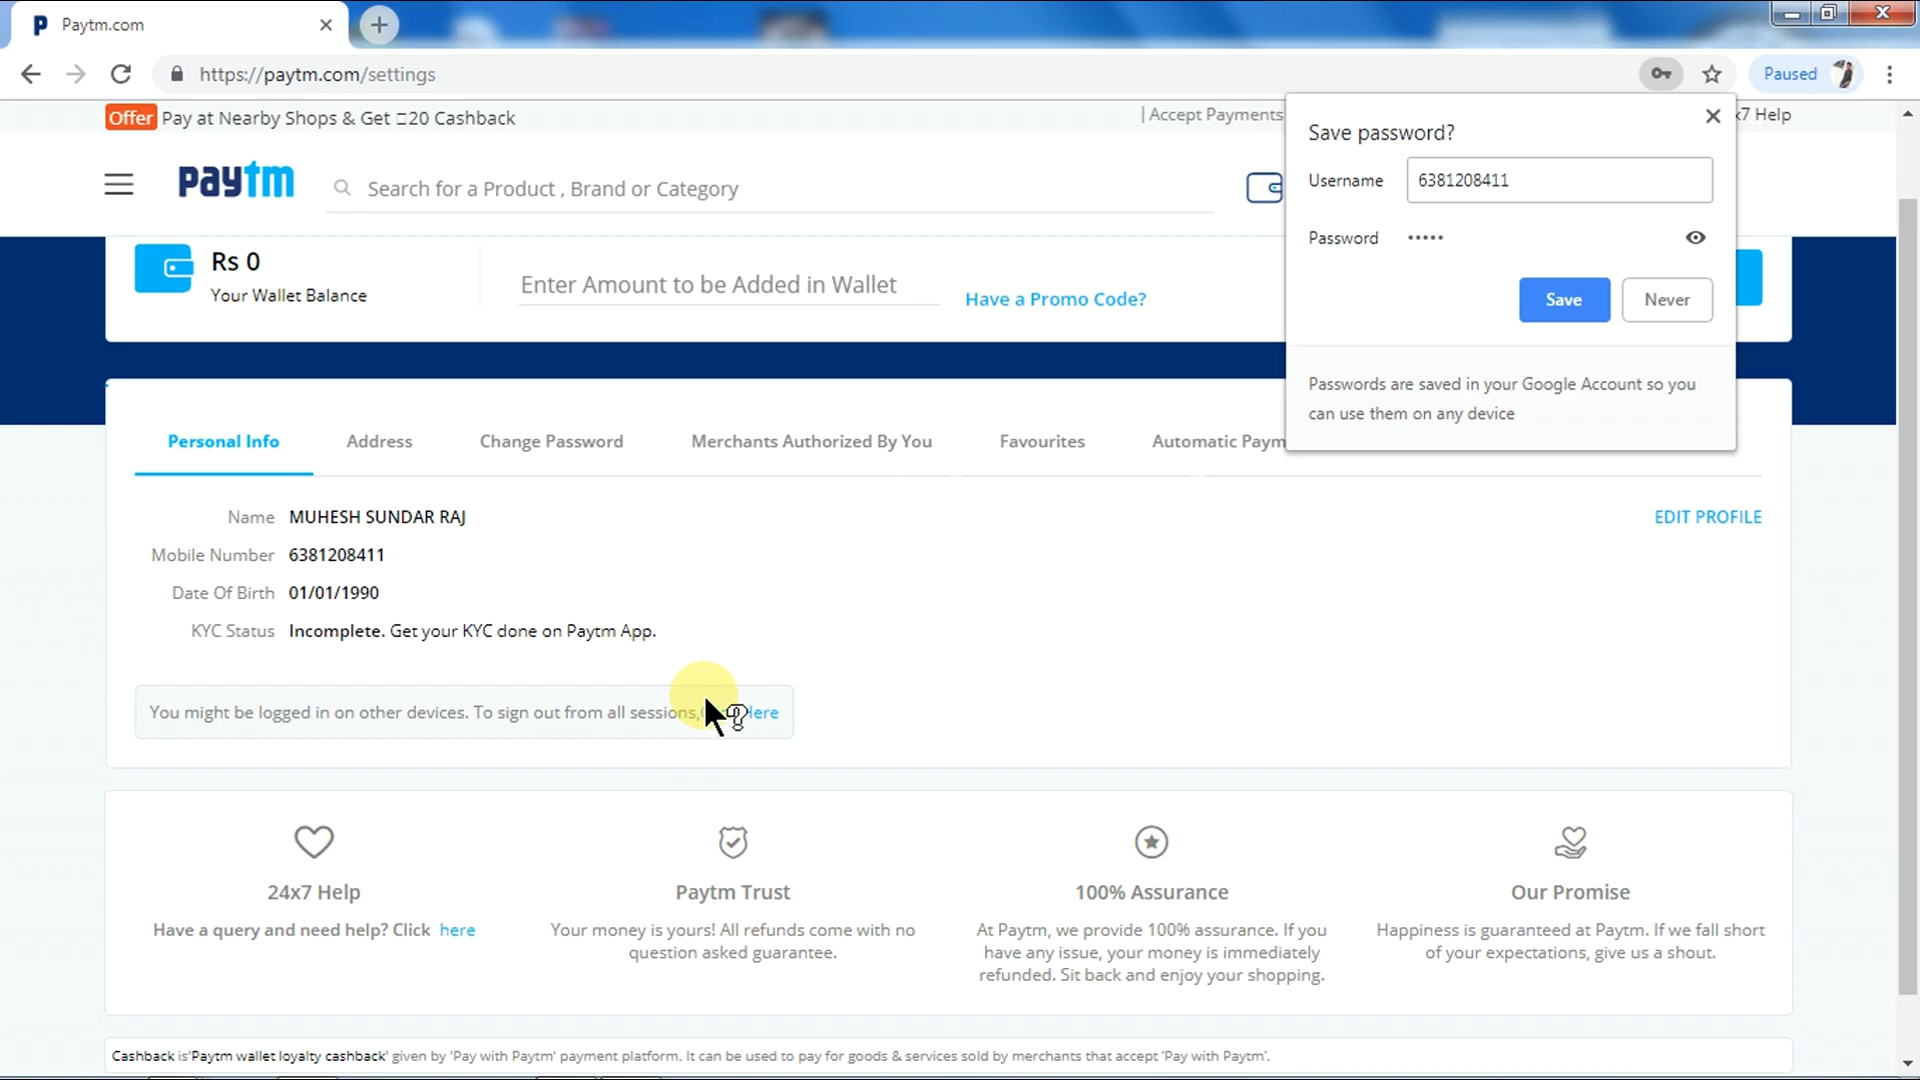 Paytm.com
https://paytm.com/settings
Paused
Offer Pay at Nearby Shops & Get □20 Cashback
| Accept Payments
x7 Help
paytm
Search for a Product , Brand or Category
Save password?
Username 6381208411
Password •••••
Save Never
Passwords are saved in your Google Account so you
can use them on any device
Rs 0
Your Wallet Balance
Enter Amount to be Added in Wallet
Have a Promo Code?
Personal Info Address Change Password Merchants Authorized By You Favourites Automatic Paym
Name MUHESH SUNDAR RAJ
EDIT PROFILE
Mobile Number 6381208411
Date Of Birth 01/01/1990
KYC Status Incomplete. Get your KYC done on Paytm App.
You might be logged in on other devices. To sign out from all sessions, Here
24x7 Help
Have a query and need help? Click here
Paytm Trust
Your money is yours! All refunds come with no
question asked guarantee.
100% Assurance
At Paytm, we provide 100% assurance. If you
have any issue, your money is immediately
refunded. Sit back and enjoy your shopping.
Our Promise
Happiness is guaranteed at Paytm. If we fall short
of your expectations, give us a shout.
Cashback is'Paytm wallet loyalty cashback' given by 'Pay with Paytm' payment platform. It can be used to pay for goods & services sold by merchants that accept 'Pay with Paytm'.